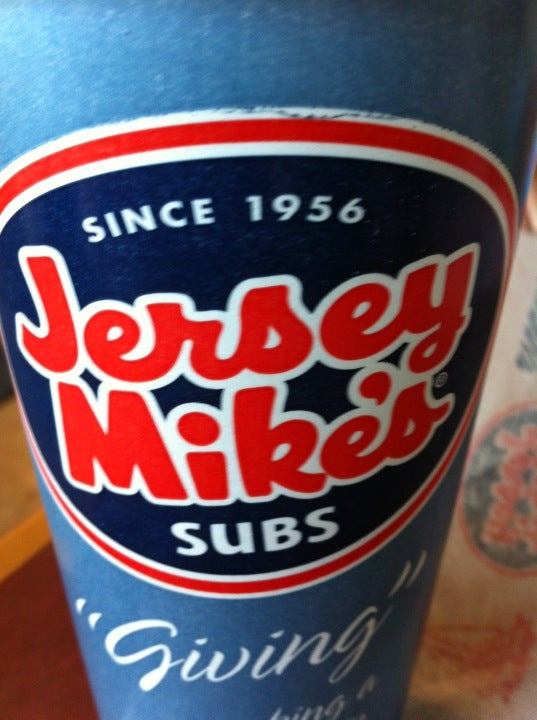 SINCE 1956
Jersey
Mike's®
SUBS
"Giving"